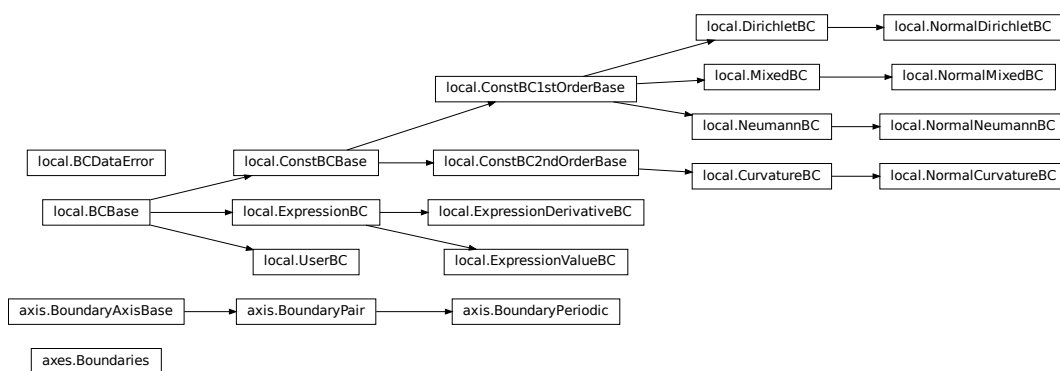 local.DirichletBC
local.NormalDirichletBC
local.MixedBC
local.NormalMixedBC
local.ConstBC1stOrderBase
local.NeumannBC
local.NormalNeumannBC
local.BCDataError
local.ConstBCBase
local.ConstBC2ndOrderBase
local.CurvatureBC
local.NormalCurvatureBC
local.BCBase
local.ExpressionBC
local.ExpressionDerivativeBC
local.UserBC
local.ExpressionValueBC
axis.BoundaryAxisBase
axis.BoundaryPair
axis.BoundaryPeriodic
axes.Boundaries